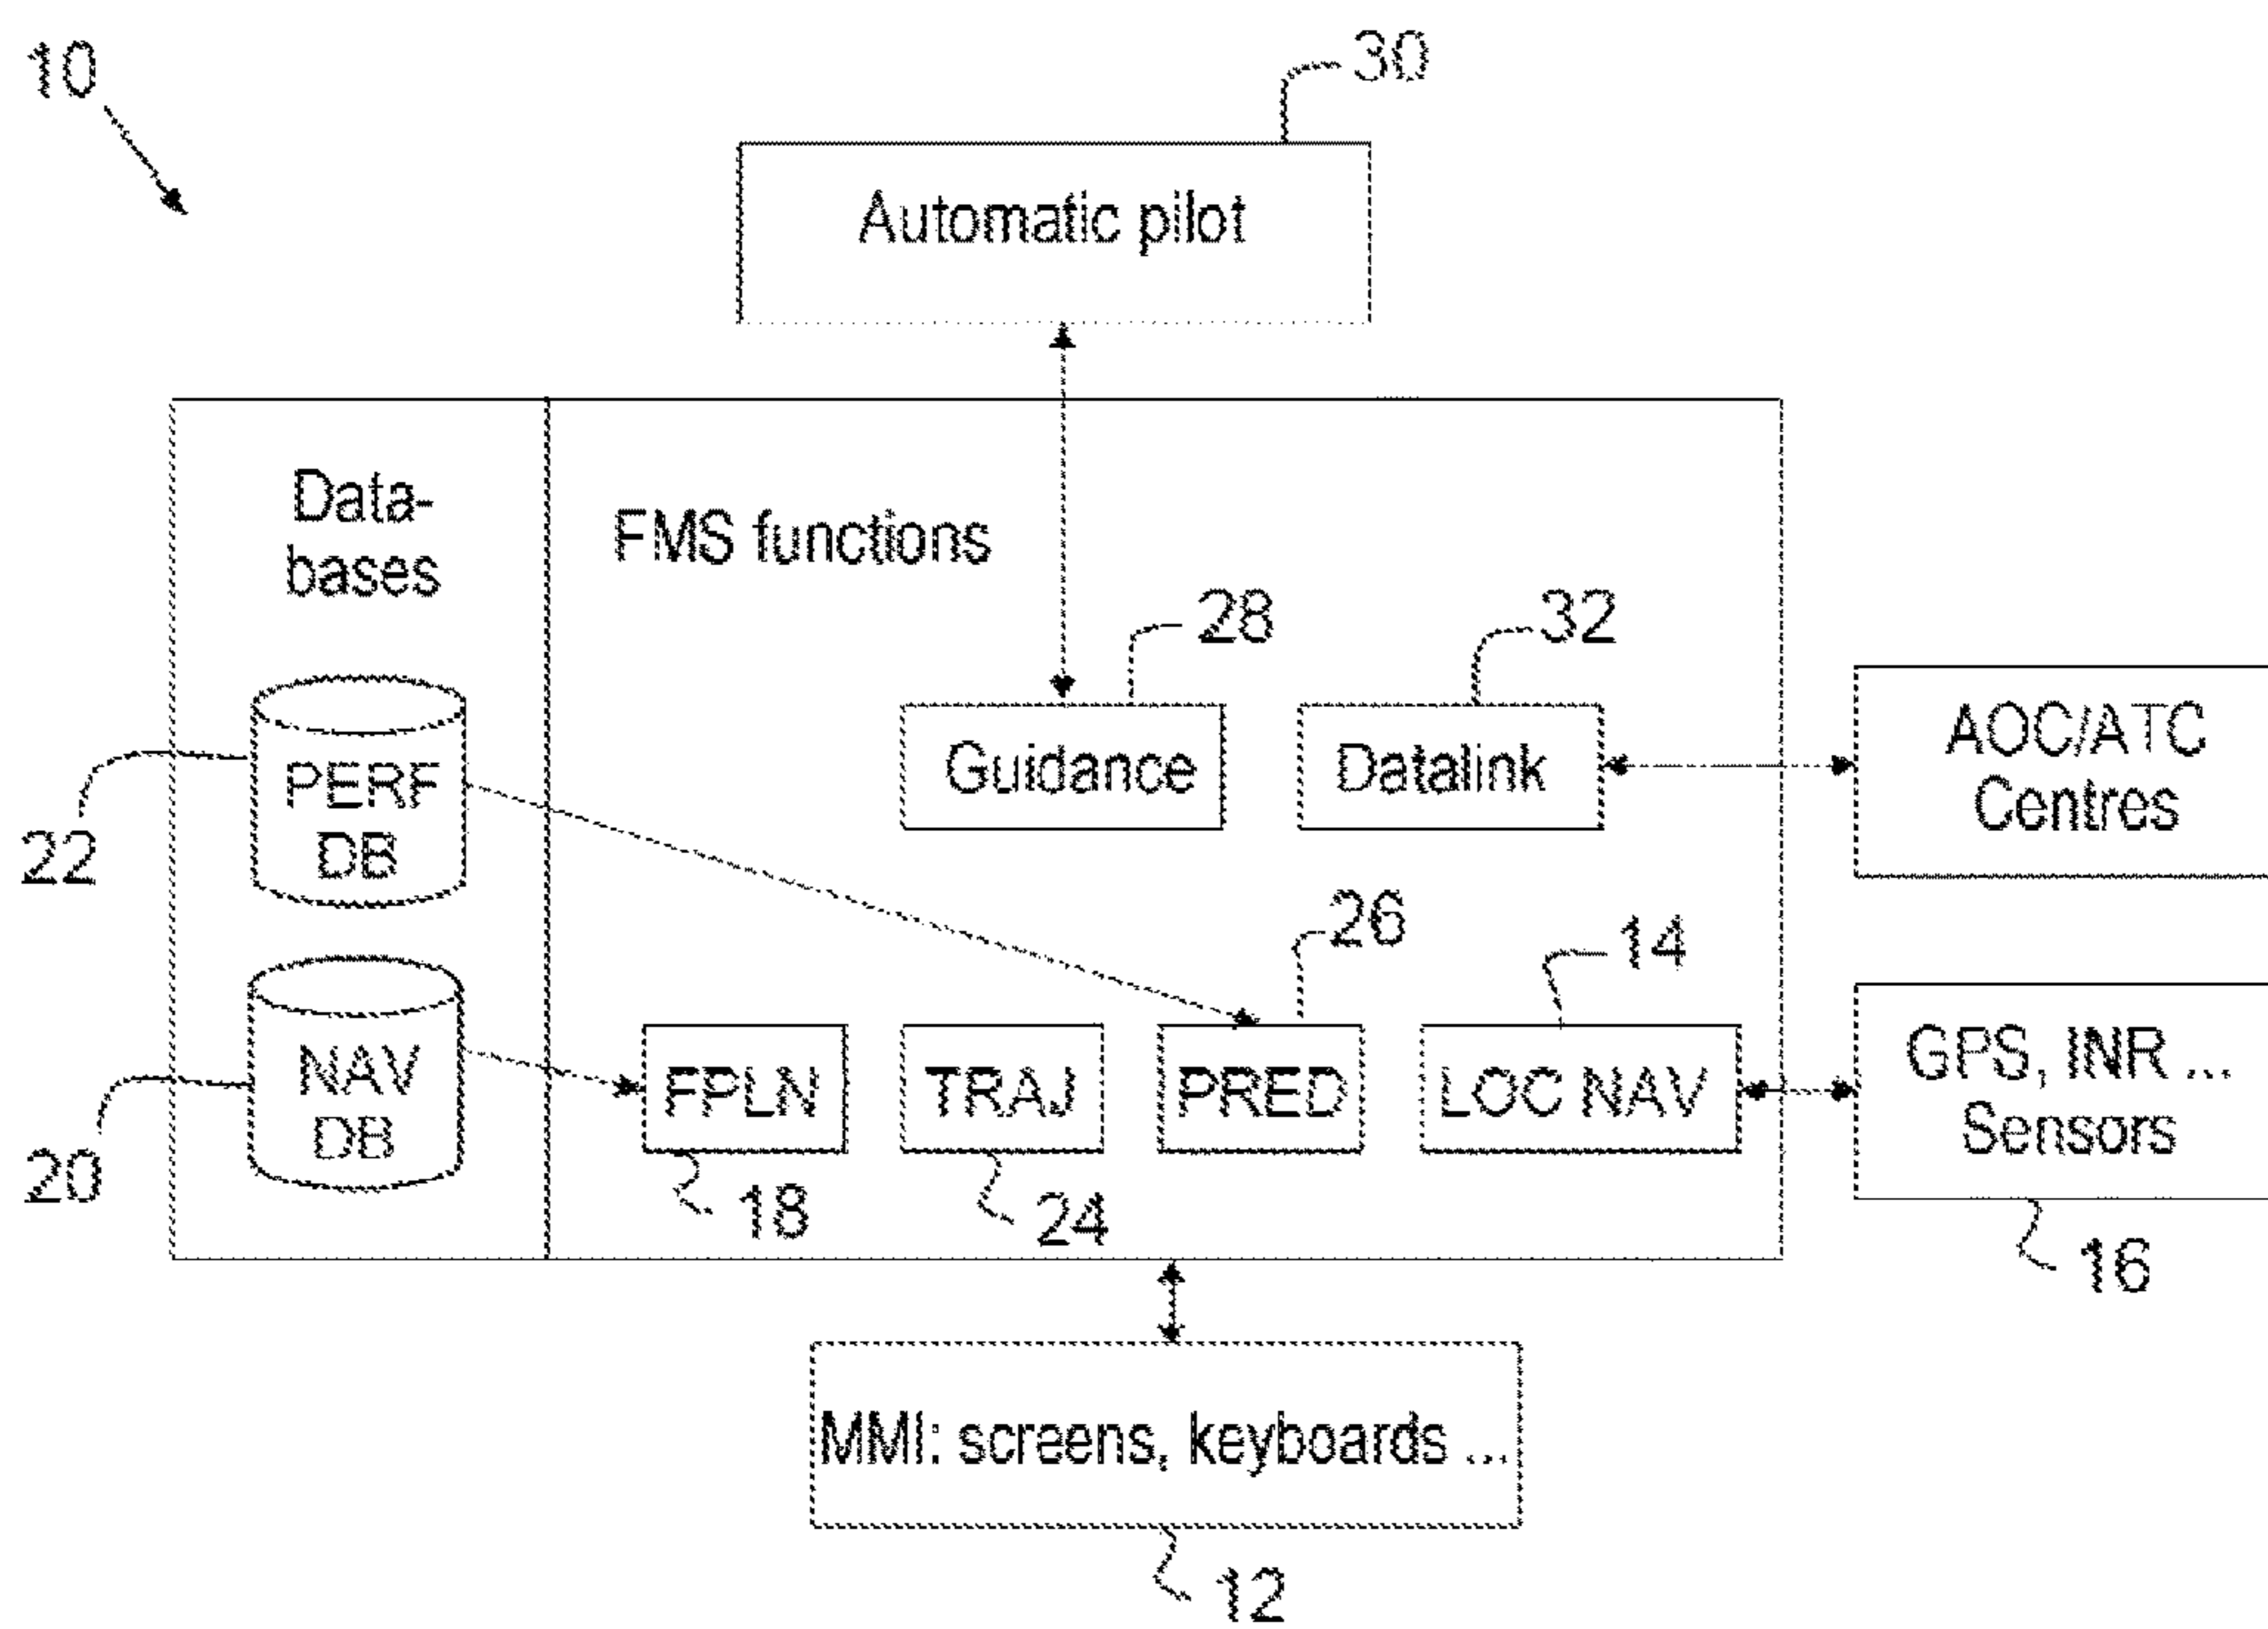 10
30
Automatic pilot
Data-
bases
FMS functions
28
32
Guidance
Datalink
AOC/ATC
Centres
PERF
DB
22
26
14
NAV
DB
20
FPLN
TRAJ
PRED
LOC NAV
GPS, INR ...
Sensors
18
24
16
MMI: screens, keyboards ...
12